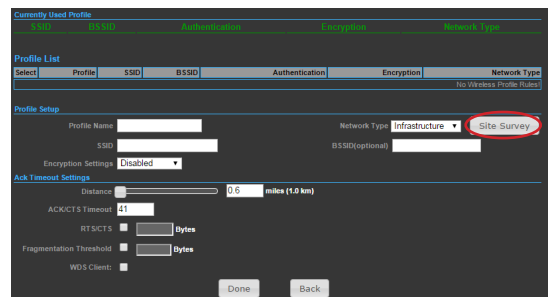 Currently Used Profile
SSID BSSID Authentication Encryption Network Type
Profile List
Select Profile SSID BSSID Authentication Encryption Network Type
No Wireless Profile Rules!
Profile Setup
Profile Name Network Type Infrastructure Site Survey
SSID BSSID(optional)
Encryption Settings Disabled
Ack Timeout Settings
Distance 0.6 miles (1.0 km)
ACK/CTS Timeout 41
RTS/CTS Bytes
Fragmentation Threshold Bytes
WDS Client:
Done Back